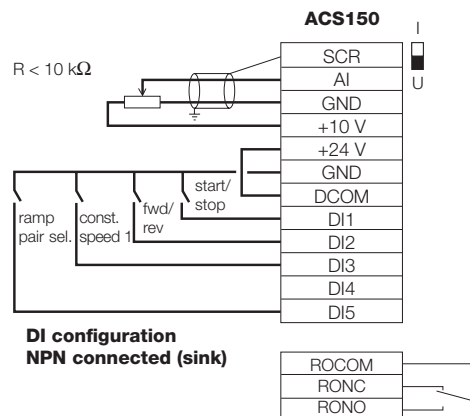 ACS150
I
SCR
R < 10 kΩ
AI
U
GND
+10 V
+24 V
GND
start/
stop
DCOM
fwd/
rev
ramp
pair sel.
const.
speed 1
DI1
DI2
DI3
DI4
DI5
DI configuration
NPN connected (sink)
ROCOM
RONC
RONO